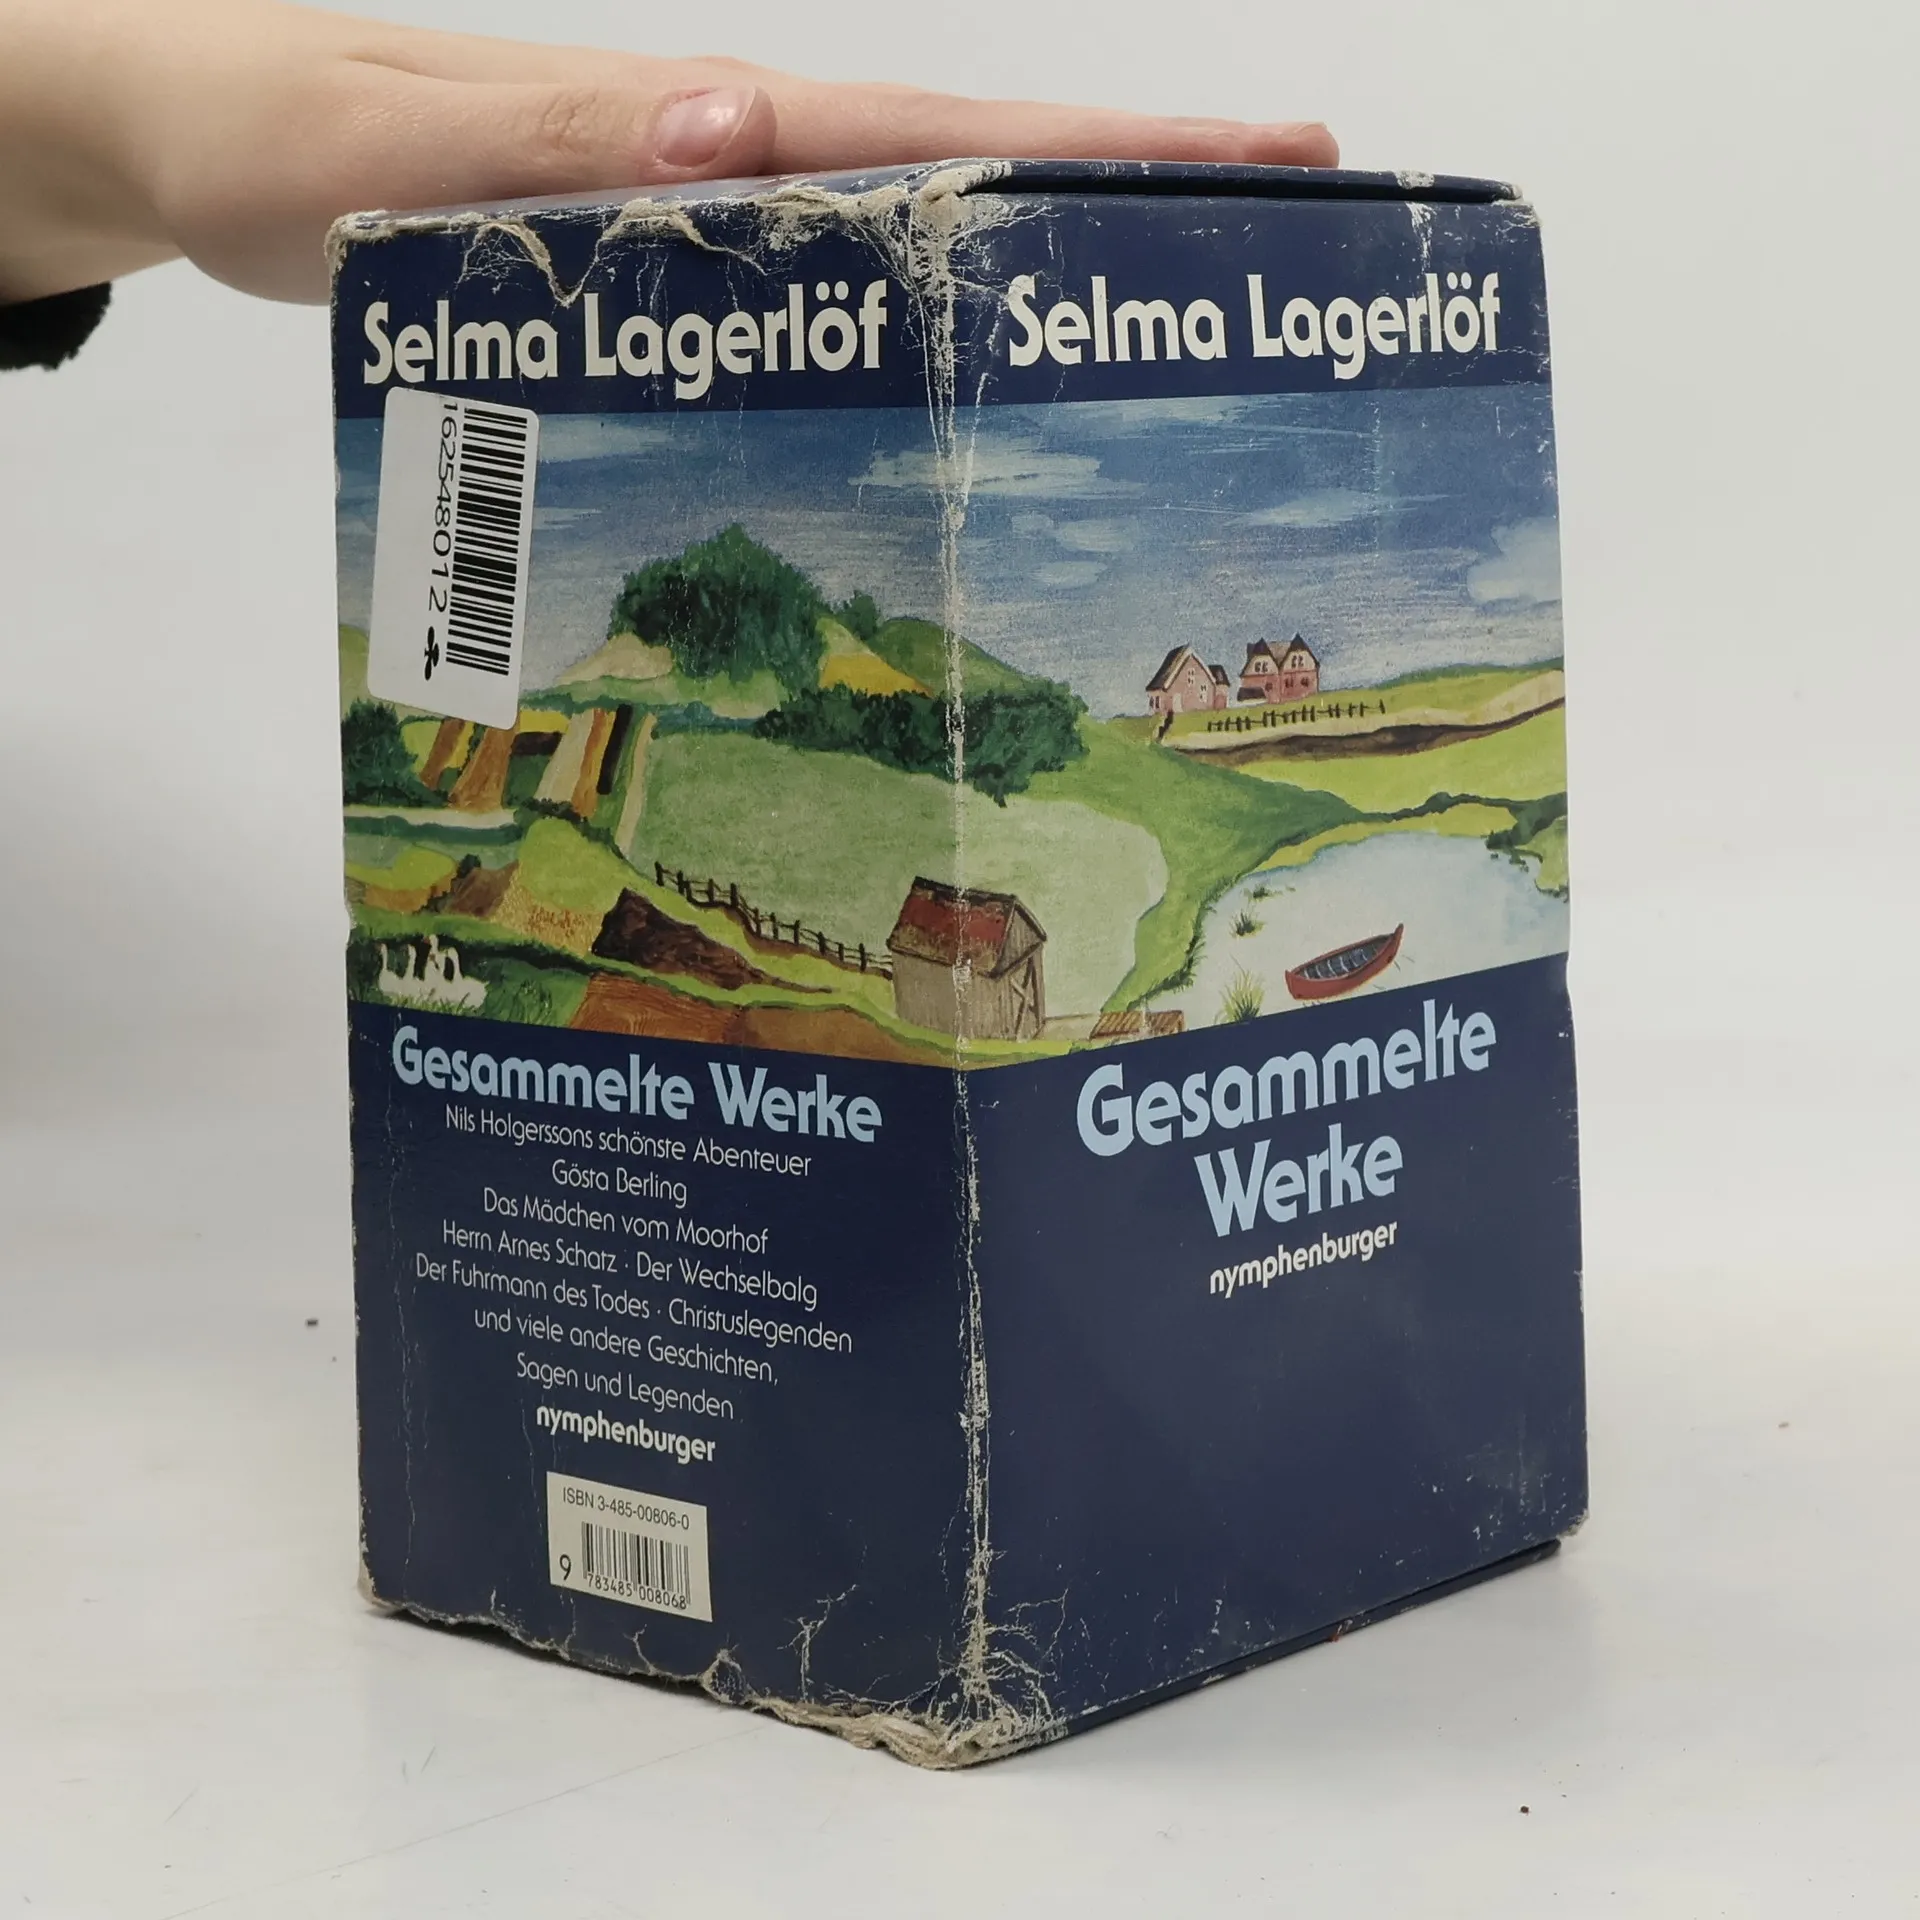 Selma Lagerlöf
162548012
Gesammelte Werke
Nils Holgerssons schönste Abenteuer
Gösta Berling
Das Mädchen vom Moorhof
Herrn Arnes Schatz · Der Wechselbalg
Der Fuhrmann des Todes · Christuslegenden
und viele andere Geschichten,
Sagen und Legenden
nymphenburger
ISBN 3-485-00806-0
9 783485 008068
Selma Lagerlöf
Gesammelte
Werke
nymphenburger